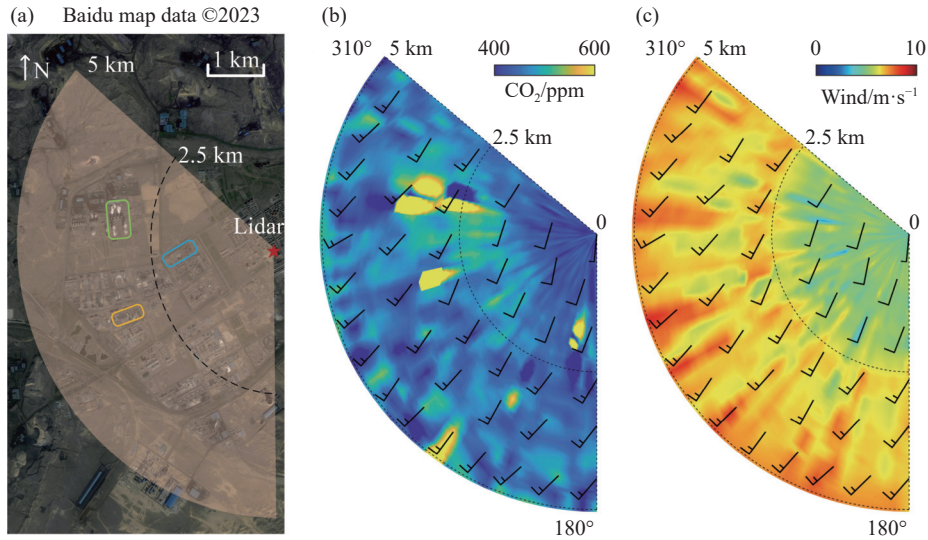 (a) Baidu map data ©2023
N
5 km
1 km
2.5 km
Lidar
(b)
310° 5 km
400 600
CO₂/ppm
2.5 km
0
180°
(c)
310° 5 km
0 10
Wind/m·s⁻¹
2.5 km
0
180°